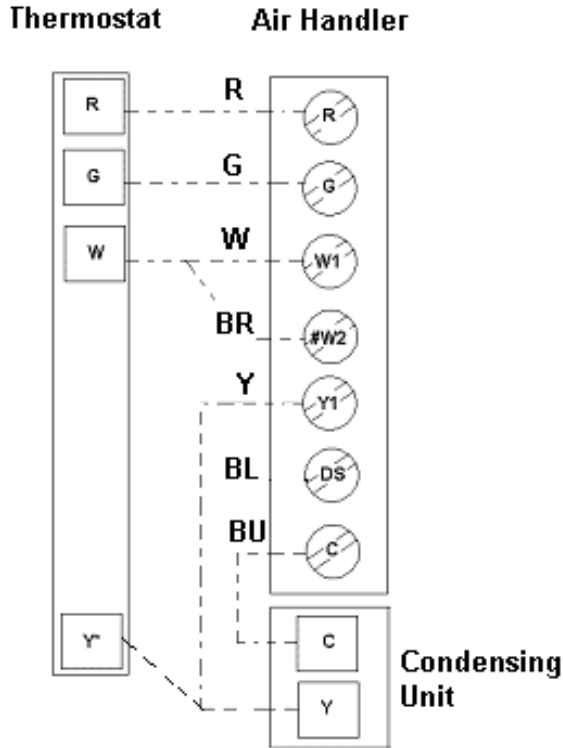 Thermostat Air Handler
R R R
G G G
W W W1
BR #W2
Y Y1
BL DS
BU C
Y* C
Condensing
Unit
Y